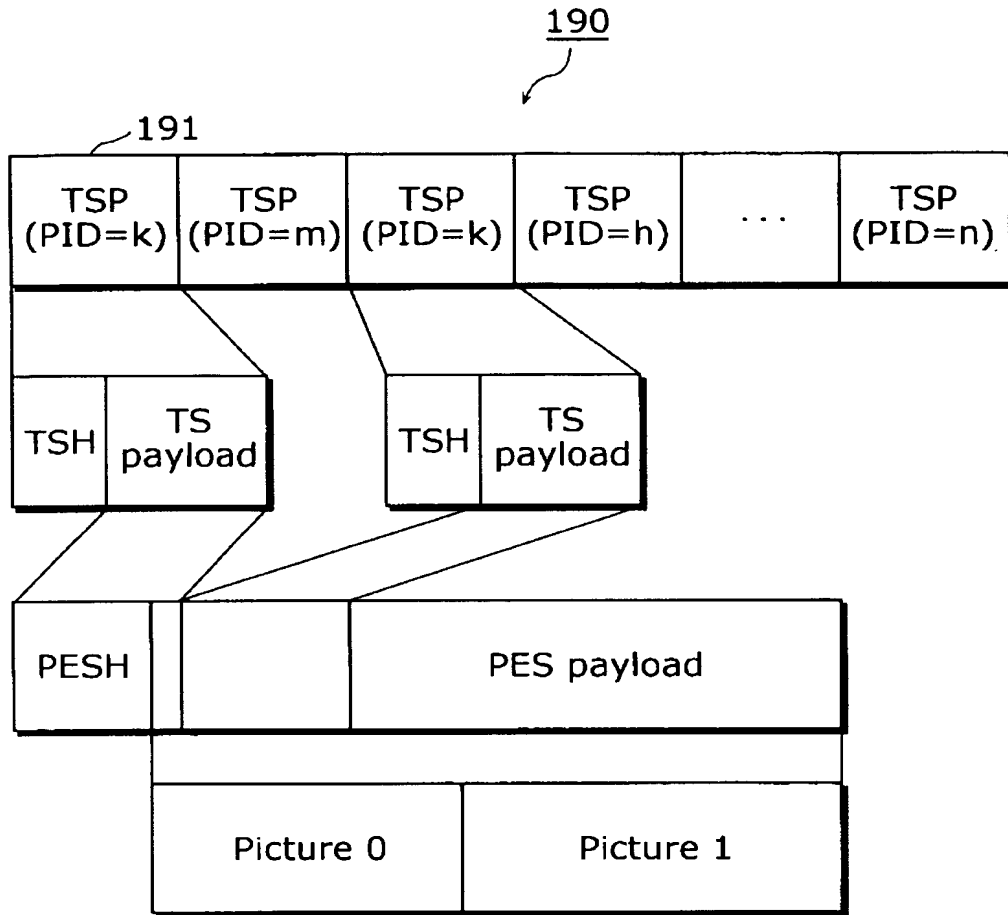 190
191
TSP TSP TSP TSP ... TSP
(PID=k) (PID=m) (PID=k) (PID=h) (PID=n)
TSH TS payload TSH TS payload
PESH PES payload
Picture 0 Picture 1